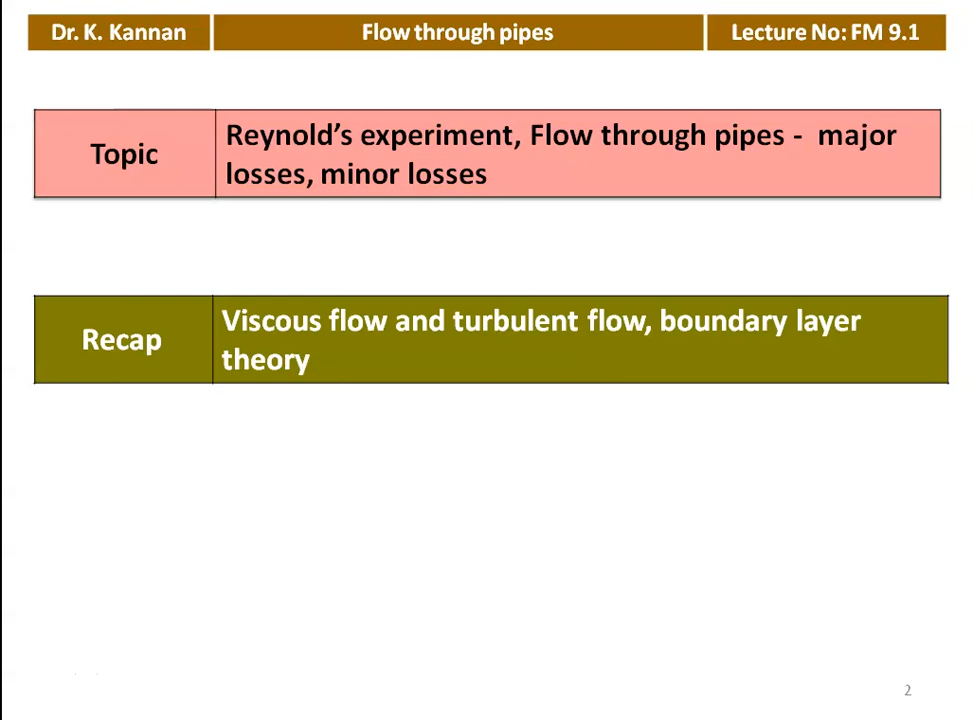 Dr. K. Kannan
Flow through pipes
Lecture No: FM 9.1
Topic
Reynold’s experiment, Flow through pipes - major
losses, minor losses
Recap
Viscous flow and turbulent flow, boundary layer
theory
2